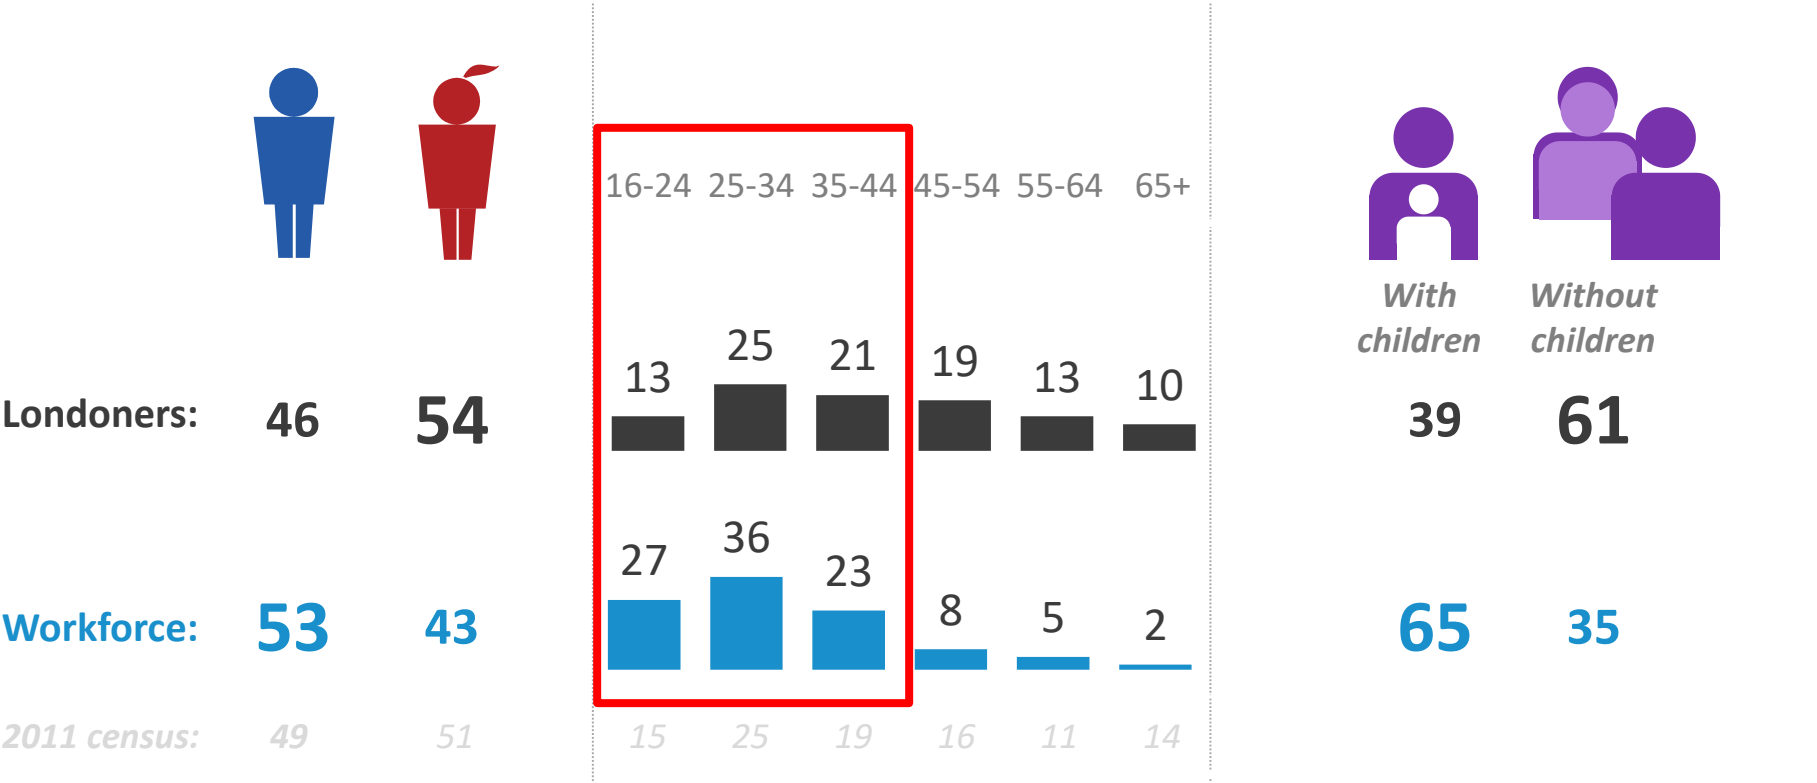 16-24 25-34 35-44 45-54 55-64 65+
With children
Without children
13 25 21 19 13 10
Londoners: 46 54 39 61
27 36 23 8 5 2
Workforce: 53 43 65 35
2011 census: 49 51 15 25 19 16 11 14